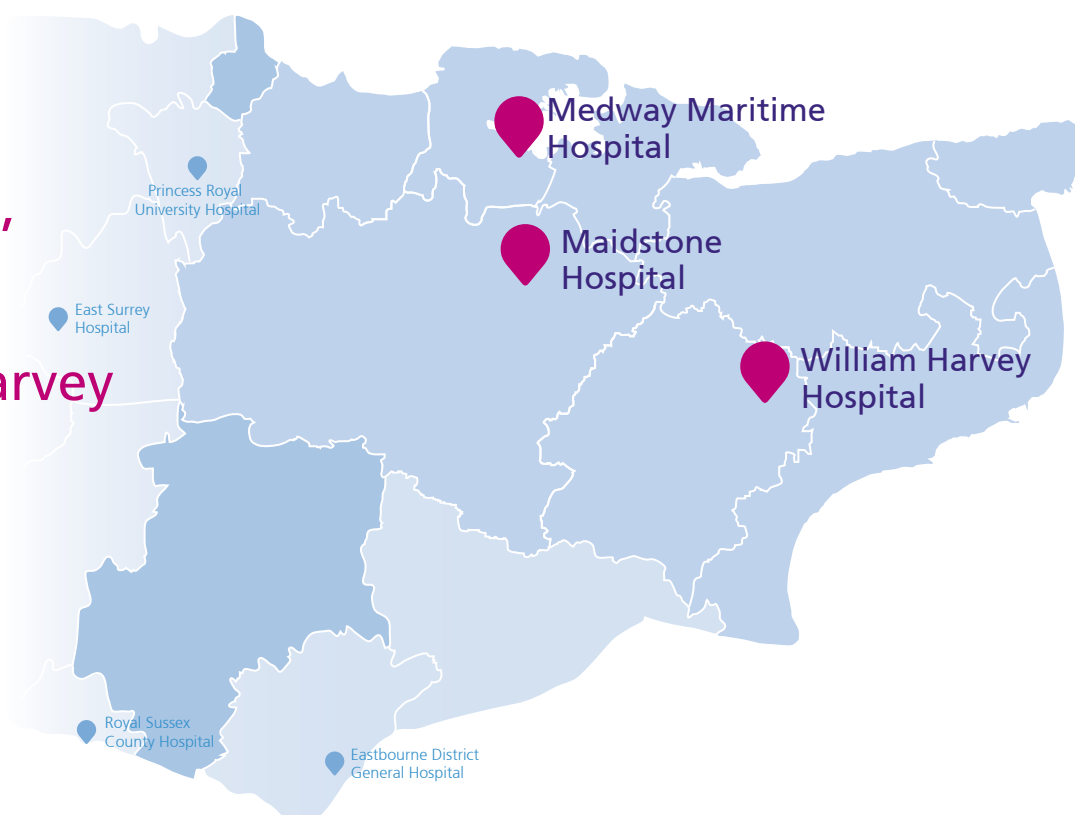 Medway Maritime
Hospital
Princess Royal
University Hospital
,
Maidstone
Hospital
East Surrey
Hospital
William Harvey
Hospital
arvey
Royal Sussex
County Hospital
Eastbourne District
General Hospital